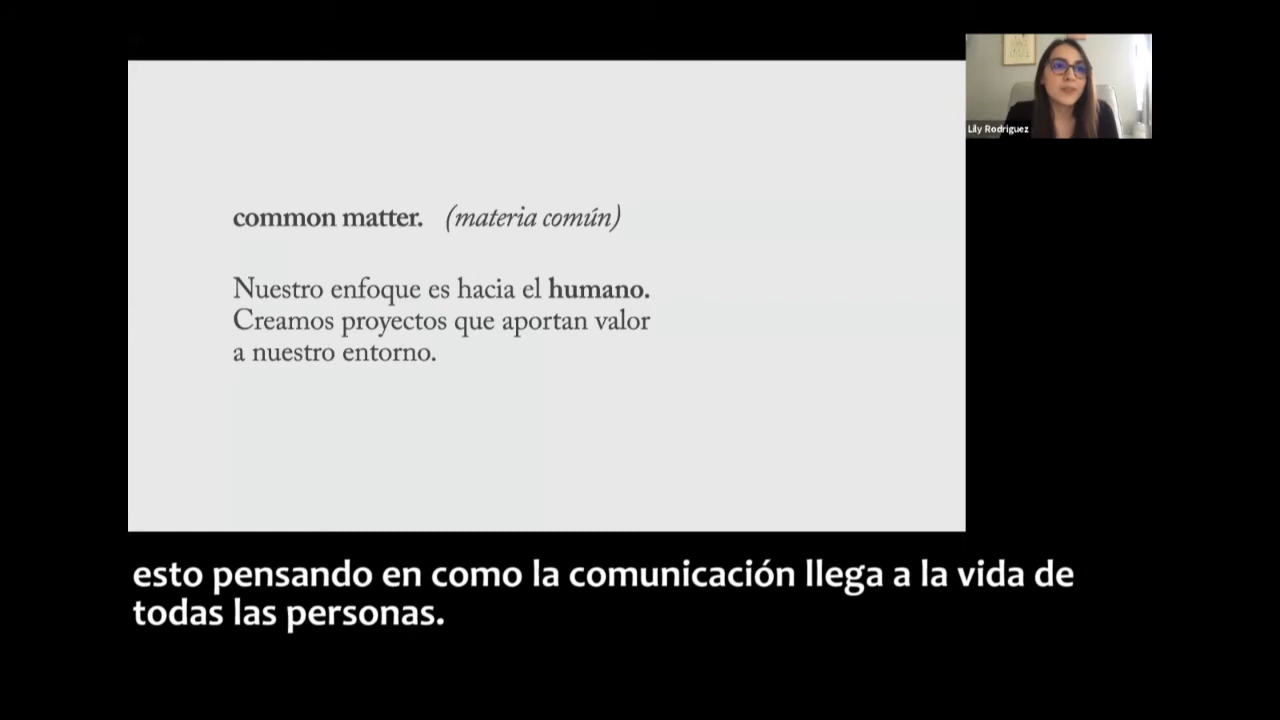 common matter. (materia común)
Nuestro enfoque es hacia el humano.
Creamos proyectos que aportan valor
a nuestro entorno.
Lily Rodriguez
esto pensando en como la comunicación llega a la vida de
todas las personas.